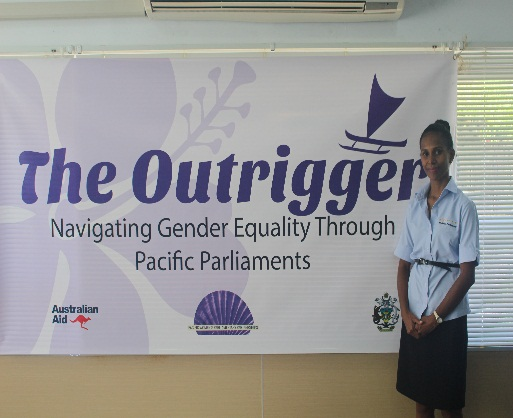 The Outrigger
Navigating Gender Equality Through
Pacific Parliaments
Australian
Aid